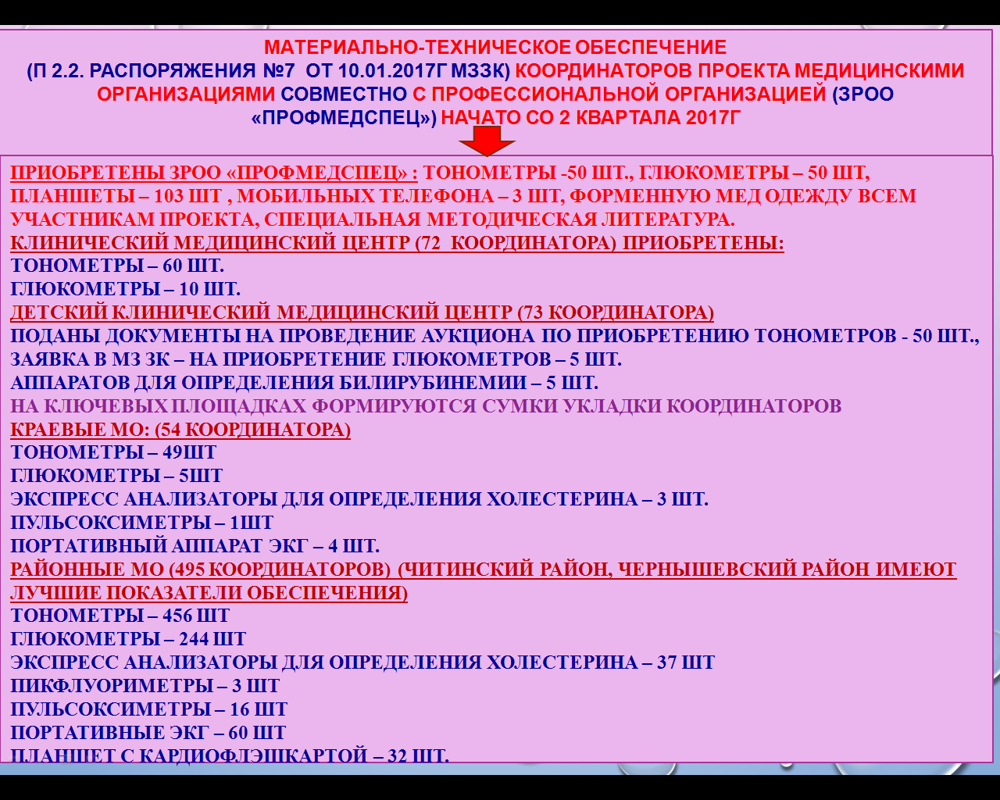 МАТЕРИАЛЬНО-ТЕХНИЧЕСКОЕ ОБЕСПЕЧЕНИЕ
(П 2.2. РАСПОРЯЖЕНИЯ №7 ОТ 10.01.2017Г МЗЗК) КООРДИНАТОРОВ ПРОЕКТА МЕДИЦИНСКИМИ
ОРГАНИЗАЦИЯМИ СОВМЕСТНО С ПРОФЕССИОНАЛЬНОЙ ОРГАНИЗАЦИЕЙ (ЗРОО
«ПРОФМЕДСПЕЦ») НАЧАТО СО 2 КВАРТАЛА 2017Г
ПРИОБРЕТЕНЫ ЗРОО «ПРОФМЕДСПЕЦ» : ТОНОМЕТРЫ -50 ШТ., ГЛЮКОМЕТРЫ – 50 ШТ,
ПЛАНШЕТЫ – 103 ШТ , МОБИЛЬНЫХ ТЕЛЕФОНА – 3 ШТ, ФОРМЕННУЮ МЕД ОДЕЖДУ ВСЕМ
УЧАСТНИКАМ ПРОЕКТА, СПЕЦИАЛЬНАЯ МЕТОДИЧЕСКАЯ ЛИТЕРАТУРА.
КЛИНИЧЕСКИЙ МЕДИЦИНСКИЙ ЦЕНТР (72 КООРДИНАТОРА) ПРИОБРЕТЕНЫ:
ТОНОМЕТРЫ – 60 ШТ.
ГЛЮКОМЕТРЫ – 10 ШТ.
ДЕТСКИЙ КЛИНИЧЕСКИЙ МЕДИЦИНСКИЙ ЦЕНТР (73 КООРДИНАТОРА)
ПОДАНЫ ДОКУМЕНТЫ НА ПРОВЕДЕНИЕ АУКЦИОНА ПО ПРИОБРЕТЕНИЮ ТОНОМЕТРОВ - 50 ШТ.,
ЗАЯВКА В МЗ ЗК – НА ПРИОБРЕТЕНИЕ ГЛЮКОМЕТРОВ – 5 ШТ.
АППАРАТОВ ДЛЯ ОПРЕДЕЛЕНИЯ БИЛИРУБИНЕМИИ – 5 ШТ.
НА КЛЮЧЕВЫХ ПЛОЩАДКАХ ФОРМИРУЮТСЯ СУМКИ УКЛАДКИ КООРДИНАТОРОВ
КРАЕВЫЕ МО: (54 КООРДИНАТОРА)
ТОНОМЕТРЫ – 49ШТ
ГЛЮКОМЕТРЫ – 5ШТ
ЭКСПРЕСС АНАЛИЗАТОРЫ ДЛЯ ОПРЕДЕЛЕНИЯ ХОЛЕСТЕРИНА – 3 ШТ.
ПУЛЬСОКСИМЕТРЫ – 1ШТ
ПОРТАТИВНЫЙ АППАРАТ ЭКГ – 4 ШТ.
РАЙОННЫЕ МО (495 КООРДИНАТОРОВ) (ЧИТИНСКИЙ РАЙОН, ЧЕРНЫШЕВСКИЙ РАЙОН ИМЕЮТ
ЛУЧШИЕ ПОКАЗАТЕЛИ ОБЕСПЕЧЕНИЯ)
ТОНОМЕТРЫ – 456 ШТ
ГЛЮКОМЕТРЫ – 244 ШТ
ЭКСПРЕСС АНАЛИЗАТОРЫ ДЛЯ ОПРЕДЕЛЕНИЯ ХОЛЕСТЕРИНА – 37 ШТ
ПИКФЛУОРИМЕТРЫ – 3 ШТ
ПУЛЬСОКСИМЕТРЫ – 16 ШТ
ПОРТАТИВНЫЕ ЭКГ – 60 ШТ
ПЛАНШЕТ С КАРДИОФЛЭШКАРТОЙ – 32 ШТ.